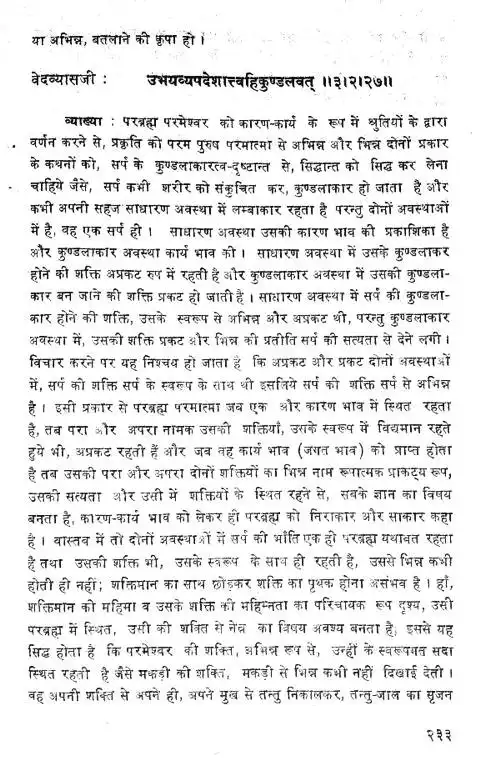 या अभिन्न, बतलाने की कृपा हो ।
वेदव्यासजी : उभयव्यपदेशात्त्वहिकुण्डलवत् ॥३।२।२७॥
व्याख्या : परब्रह्म परमेश्वर को कारण-कार्य के रूप में श्रुतियों के द्वारा
वर्णन करने से, प्रकृति को परम पुरुष परमात्मा से अभिन्न और भिन्न दोनों प्रकार
के कथनों को, सर्प के कुण्डलाकारत्व-दृष्टान्त से, सिद्धान्त को सिद्ध कर लेना
चाहिये जैसे, सर्प कभी शरीर को संकुचित कर, कुण्डलाकार हो जाता है और
कभी अपनी सहज साधारण अवस्था में लम्बाकार रहता है परन्तु दोनों अवस्थाओं
में है, वह एक सर्प ही । साधारण अवस्था उसकी कारण भाव की प्रकाशिका है
और कुण्डलाकार अवस्था कार्य भाव की । साधारण अवस्था में उसके कुण्डलाकर
होने की शक्ति अप्रकट रुप में रहती है और कुण्डलाकार अवस्था में उसकी कुण्डला-
कार बन जाने की शक्ति प्रकट हो जाती है । साधारण अवस्था में सर्प की कुण्डला-
कार होने की शक्ति, उसके स्वरूप से अभिन्न और अप्रकट थी, परन्तु कुण्डलाकार
अवस्था में, उसकी शक्ति प्रकट और भिन्न की प्रतीति सर्प की सत्यता से देने लगी ।
विचार करने पर यह निश्चय हो जाता है कि अप्रकट और प्रकट दोनों अवस्थाओं
में, सर्प की शक्ति सर्प के स्वरूप के साथ थी इसलिये सर्प की शक्ति सर्प से अभिन्न
है । इसी प्रकार से परब्रह्म परमात्मा जब एक और कारण भाव में स्थित रहता
है, तब परा और अपरा नामक उसकी शक्तियाँ, उसके स्वरूप में विद्यमान रहते
हुये भी, अप्रकट रहती हैं और जब वह कार्य भाव (जगत भाव) को प्राप्त होता
है तब उसकी परा और अपरा दोनों शक्तियों का भिन्न नाम रूपात्मक प्राकट्य रूप,
उसकी सत्यता और उसी में शक्तियों के स्थित रहने से, सबके ज्ञान का विषय
बनता है, कारण-कार्य भाव को लेकर ही परब्रह्म को निराकार और साकार कहा
है । वास्तव में तो दोनों अवस्थाओं में सर्प की भाँति एक ही परब्रह्म यथावत रहता
है तथा उसकी शक्ति भी, उसके स्वरूप के साथ ही रहती है, उससे भिन्न कभी
होती ही नहीं; शक्तिमान का साथ छोड़कर शक्ति का पृथक होना असंभव है । हाँ,
शक्तिमान की महिमा व उसके शक्ति की महिम्नता का परिचायक रूप दृश्य, उसी
परब्रह्म में स्थित, उसी की शक्ति से नेत्र का विषय अवश्य बनता है; इससे यह
सिद्ध होता है कि परमेश्वर की शक्ति, अभिन्न रूप से, उन्हीं के स्वरूपगत सदा
स्थित रहती है जैसे मकड़ी की शक्ति, मकड़ी से भिन्न कभी नहीं दिखाई देती ।
वह अपनी शक्ति से अपने ही, अपने मुख से तन्तु निकालकर, तन्तु-जाल का सृजन
२३३